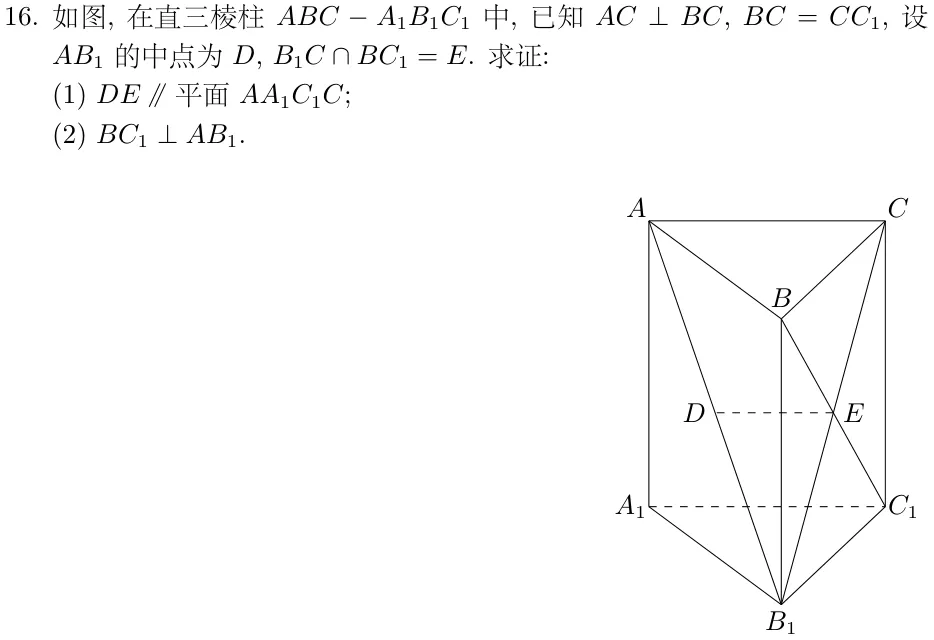 16. 如图, 在直三棱柱 ABC − A₁B₁C₁ 中, 已知 AC ⊥ BC, BC = CC₁, 设
AB₁ 的中点为 D, B₁C ∩ BC₁ = E. 求证:
(1) DE ∥ 平面 AA₁C₁C;
(2) BC₁ ⊥ AB₁.
A
C
B
D
E
A₁
C₁
B₁